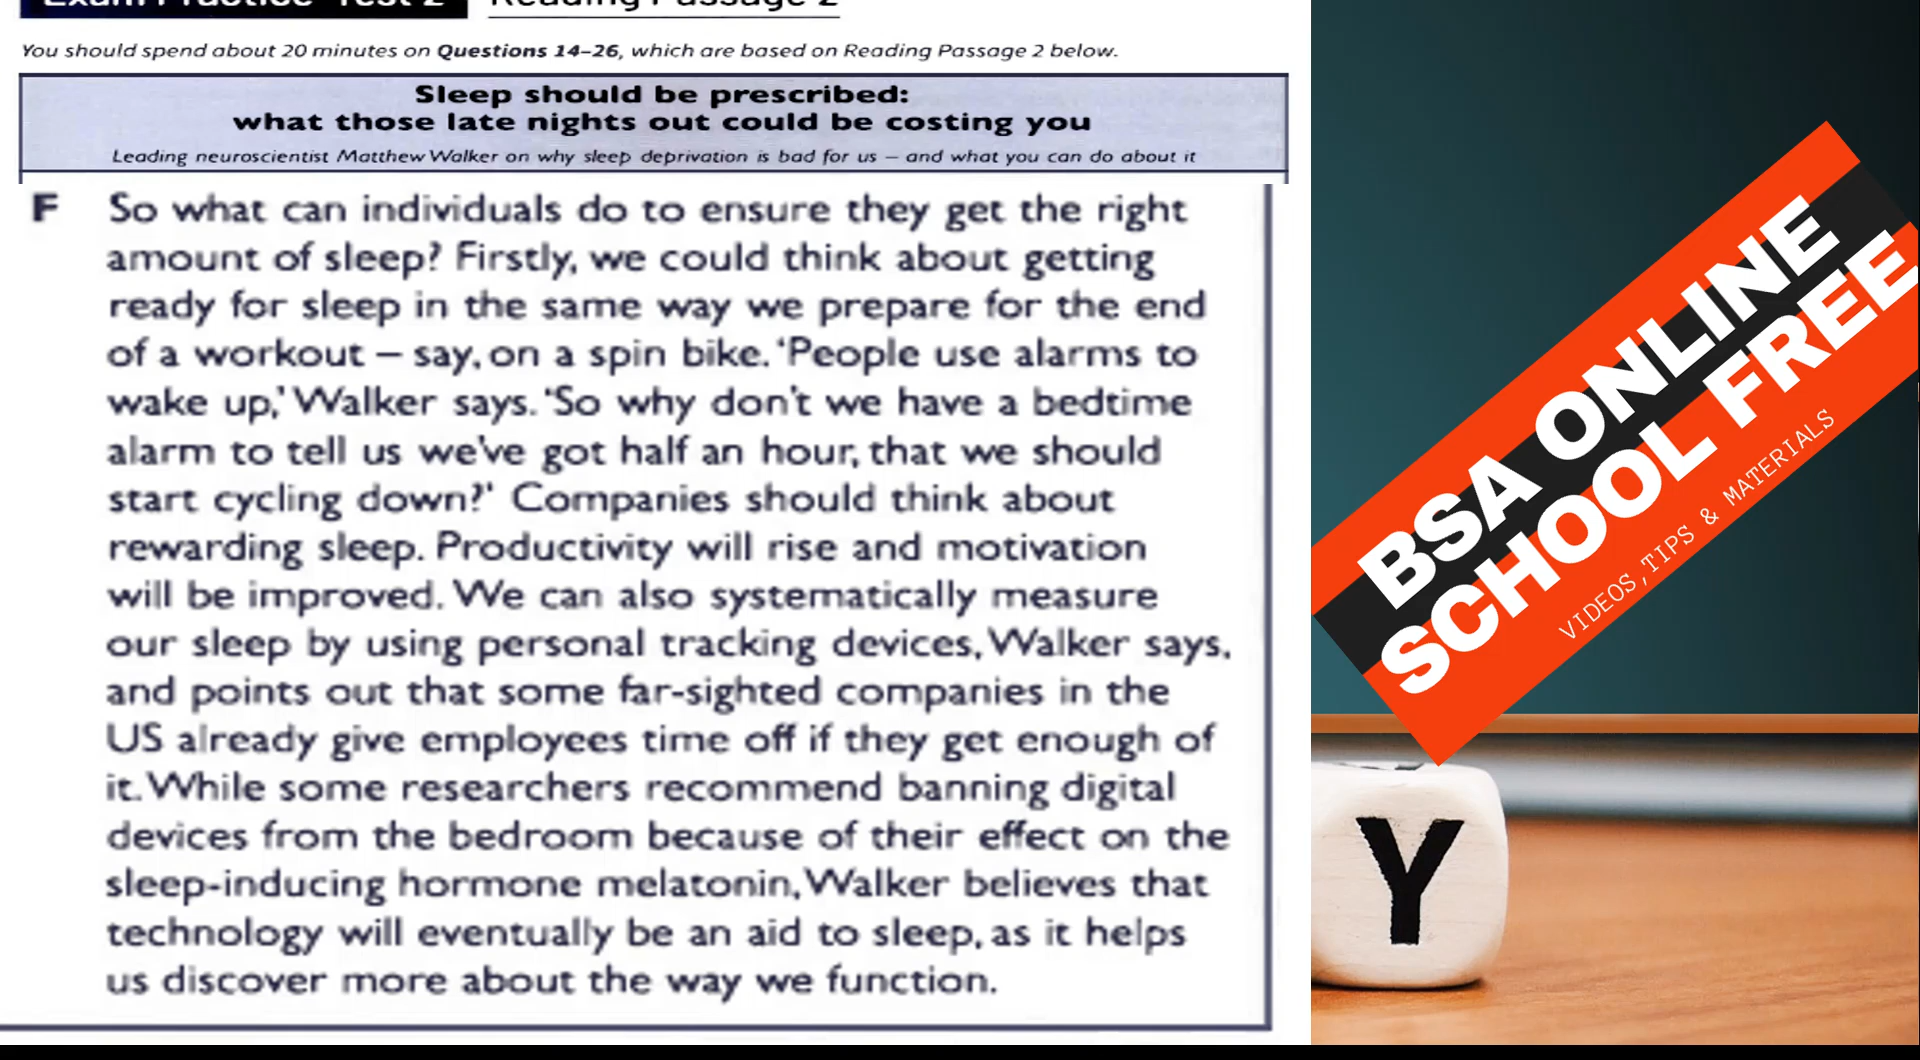 Exam Practice Test 2 Reading Passage 2
You should spend about 20 minutes on Questions 14–26, which are based on Reading Passage 2 below.
Sleep should be prescribed:
what those late nights out could be costing you
Leading neuroscientist Matthew Walker on why sleep deprivation is bad for us – and what you can do about it
F So what can individuals do to ensure they get the right
amount of sleep? Firstly, we could think about getting
ready for sleep in the same way we prepare for the end
of a workout – say, on a spin bike. ‘People use alarms to
wake up,’ Walker says. ‘So why don’t we have a bedtime
alarm to tell us we’ve got half an hour, that we should
start cycling down?’ Companies should think about
rewarding sleep. Productivity will rise and motivation
will be improved. We can also systematically measure
our sleep by using personal tracking devices, Walker says,
and points out that some far-sighted companies in the
US already give employees time off if they get enough of
it. While some researchers recommend banning digital
devices from the bedroom because of their effect on the
sleep-inducing hormone melatonin, Walker believes that
technology will eventually be an aid to sleep, as it helps
us discover more about the way we function.
BSA ONLINE
SCHOOL FREE
VIDEOS,TIPS & MATERIALS
Y